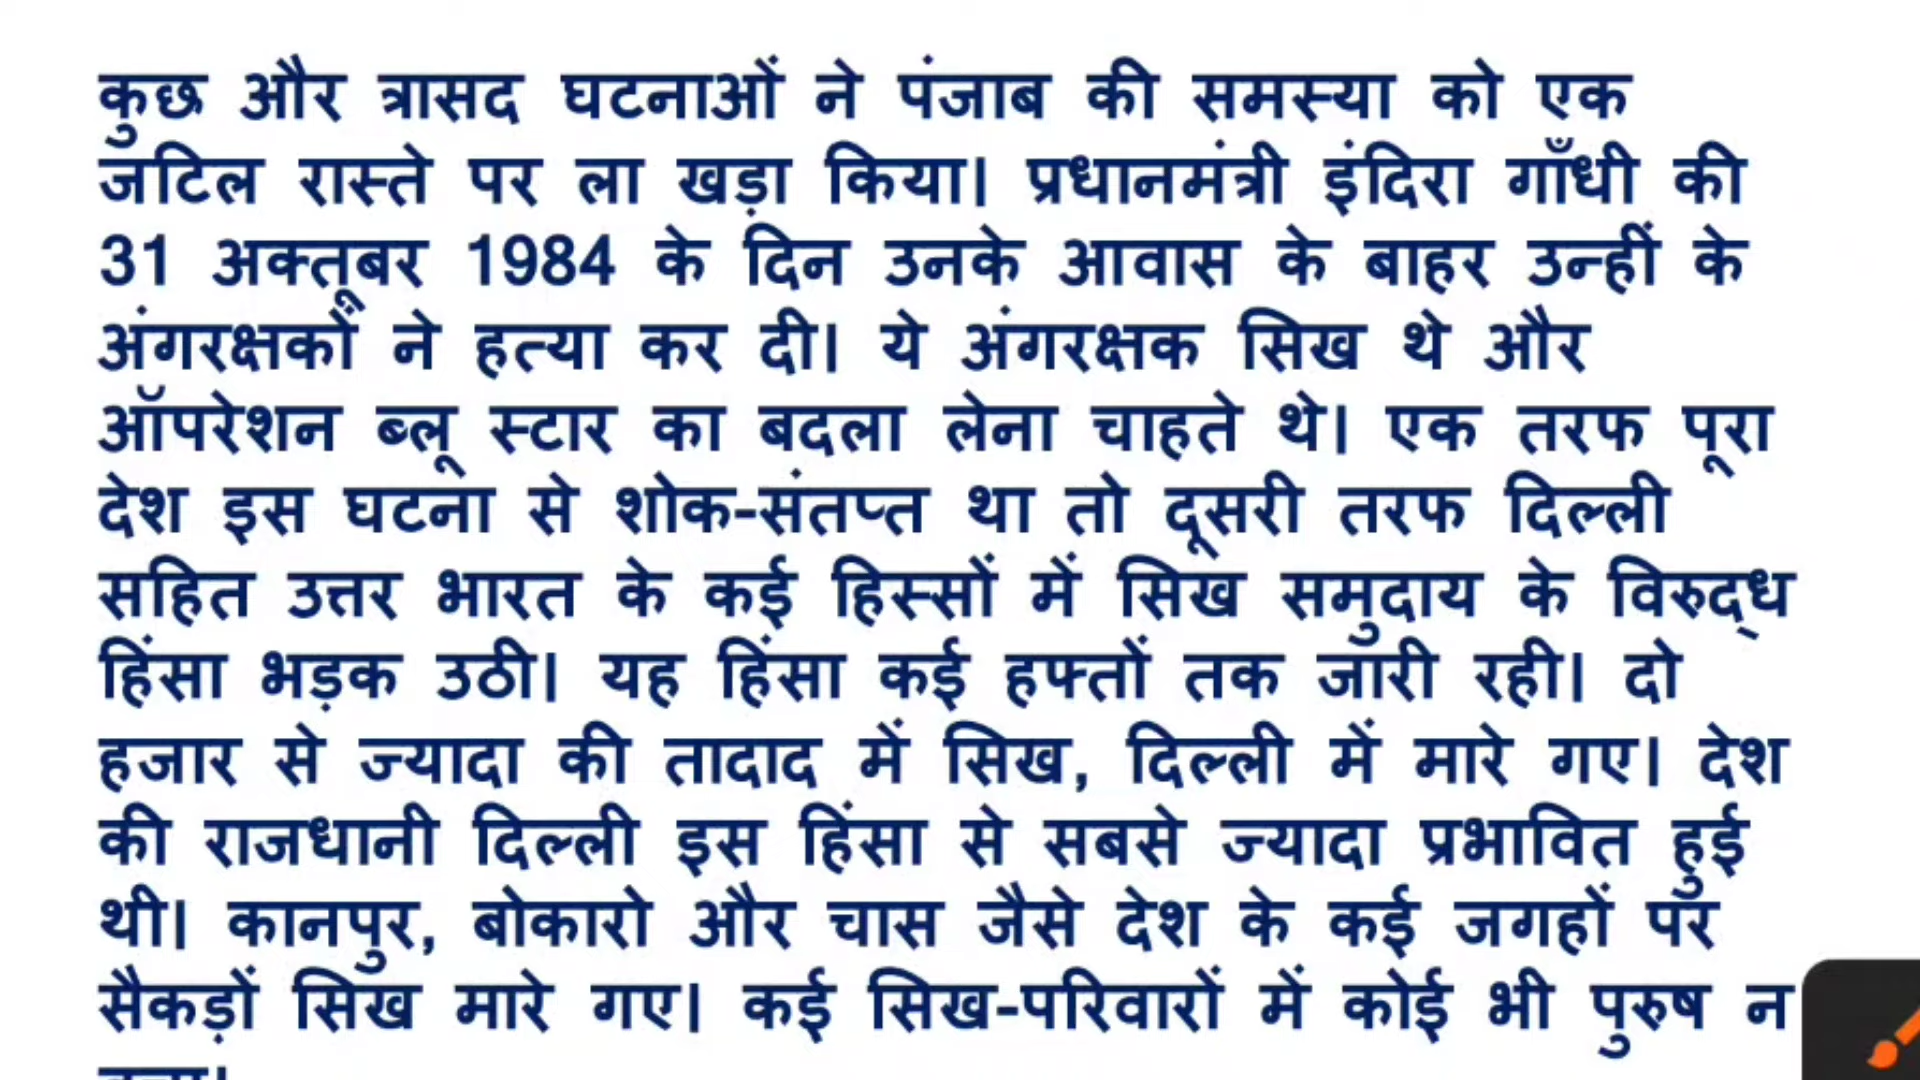 कुछ और त्रासद घटनाओं ने पंजाब की समस्या को एक
जटिल रास्ते पर ला खड़ा किया। प्रधानमंत्री इंदिरा गाँधी की
31 अक्तूबर 1984 के दिन उनके आवास के बाहर उन्हीं के
अंगरक्षकों ने हत्या कर दी। ये अंगरक्षक सिख थे और
ऑपरेशन ब्लू स्टार का बदला लेना चाहते थे। एक तरफ पूरा
देश इस घटना से शोक-संतप्त था तो दूसरी तरफ दिल्ली
सहित उत्तर भारत के कई हिस्सों में सिख समुदाय के विरुद्ध
हिंसा भड़क उठी। यह हिंसा कई हफ्तों तक जारी रही। दो
हजार से ज्यादा की तादाद में सिख, दिल्ली में मारे गए। देश
की राजधानी दिल्ली इस हिंसा से सबसे ज्यादा प्रभावित हुई
थी। कानपुर, बोकारो और चास जैसे देश के कई जगहों पर
सैकड़ों सिख मारे गए। कई सिख-परिवारों में कोई भी पुरुष न